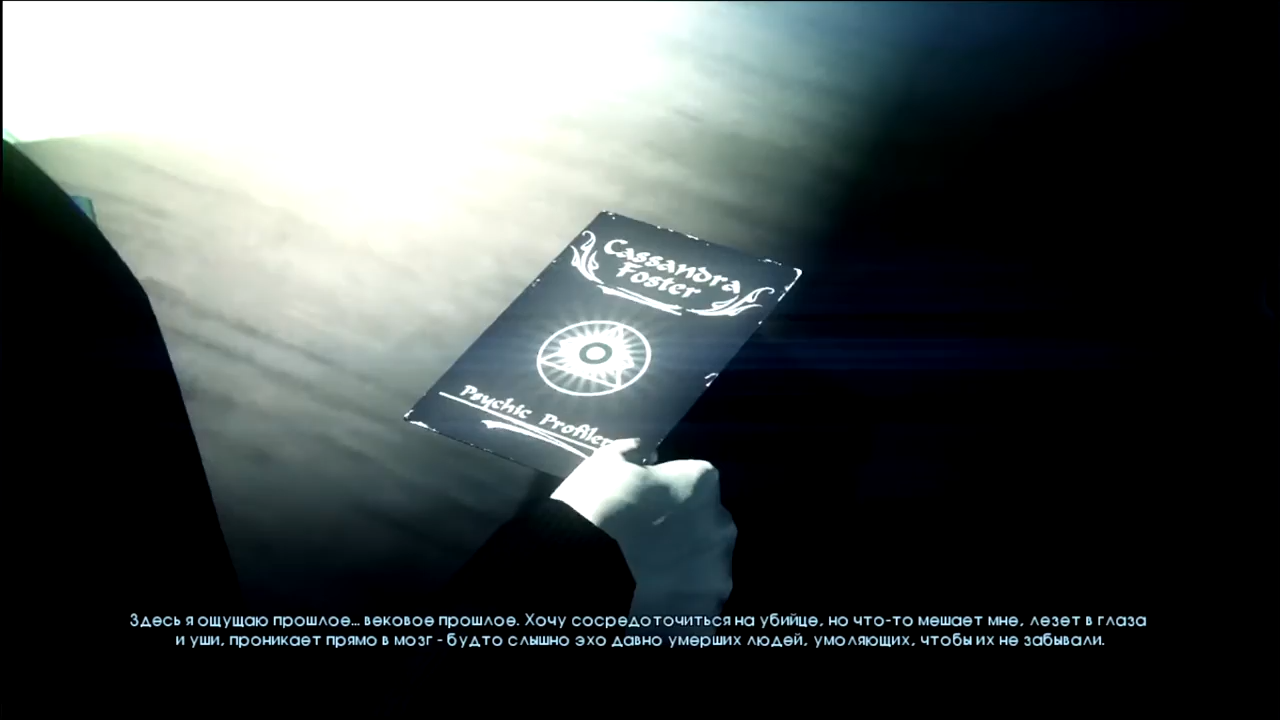 Cassandra
Foster
Psychic Profiler
Здесь я ощущаю прошлое... вековое прошлое. Хочу сосредоточиться на убийце, но что-то мешает мне, лезет в глаза
и уши, проникает прямо в мозг - будто слышно эхо давно умерших людей, умоляющих, чтобы их не забывали.